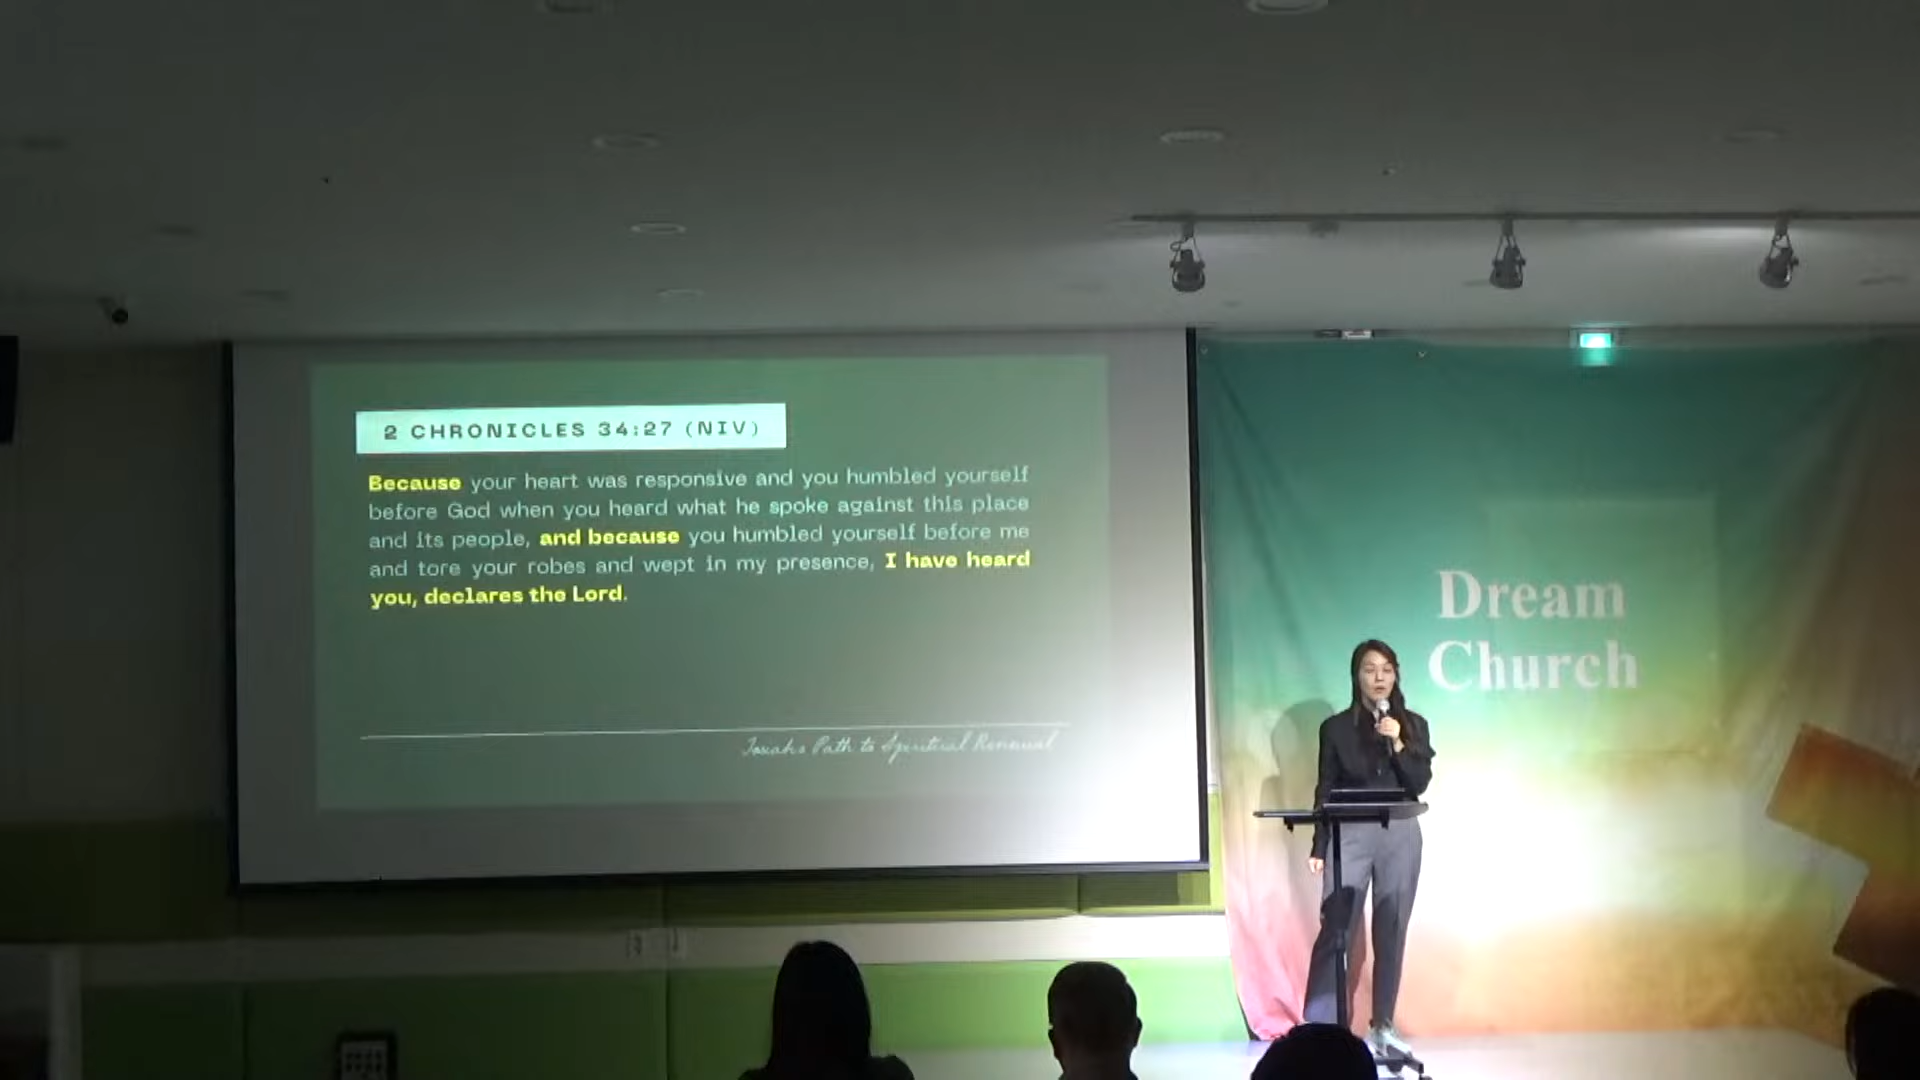 2 CHRONICLES 34:27 (NIV)
Because your heart was responsive and you humbled yourself
before God when you heard what he spoke against this place
and its people, and because you humbled yourself before me
and tore your robes and wept in my presence, I have heard
you, declares the Lord.
Josiah's Path to Spiritual Renewal
Dream
Church